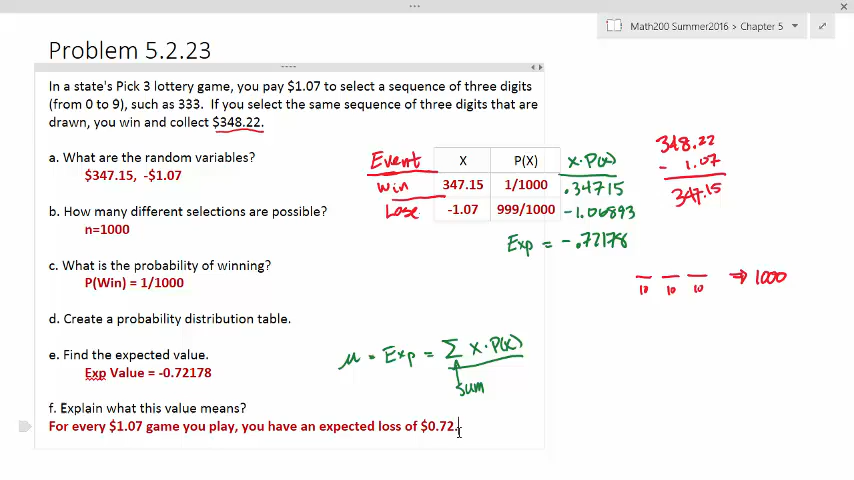 Math200 Summer2016 > Chapter 5
Problem 5.2.23
In a state's Pick 3 lottery game, you pay $1.07 to select a sequence of three digits
(from 0 to 9), such as 333. If you select the same sequence of three digits that are
drawn, you win and collect $348.22.
a. What are the random variables?
$347.15, -$1.07
b. How many different selections are possible?
n=1000
c. What is the probability of winning?
P(Win) = 1/1000
d. Create a probability distribution table.
e. Find the expected value.
Exp Value = -0.72178
f. Explain what this value means?
For every $1.07 game you play, you have an expected loss of $0.72.
Event X P(X) X·P(X)
Win 347.15 1/1000 .34715
Lose -1.07 999/1000 -1.06893
Exp = -.72178
348.22
- 1.07
347.15
10 10 10 ⇒ 1000
μ = Exp = Σ X·P(X)
Sum